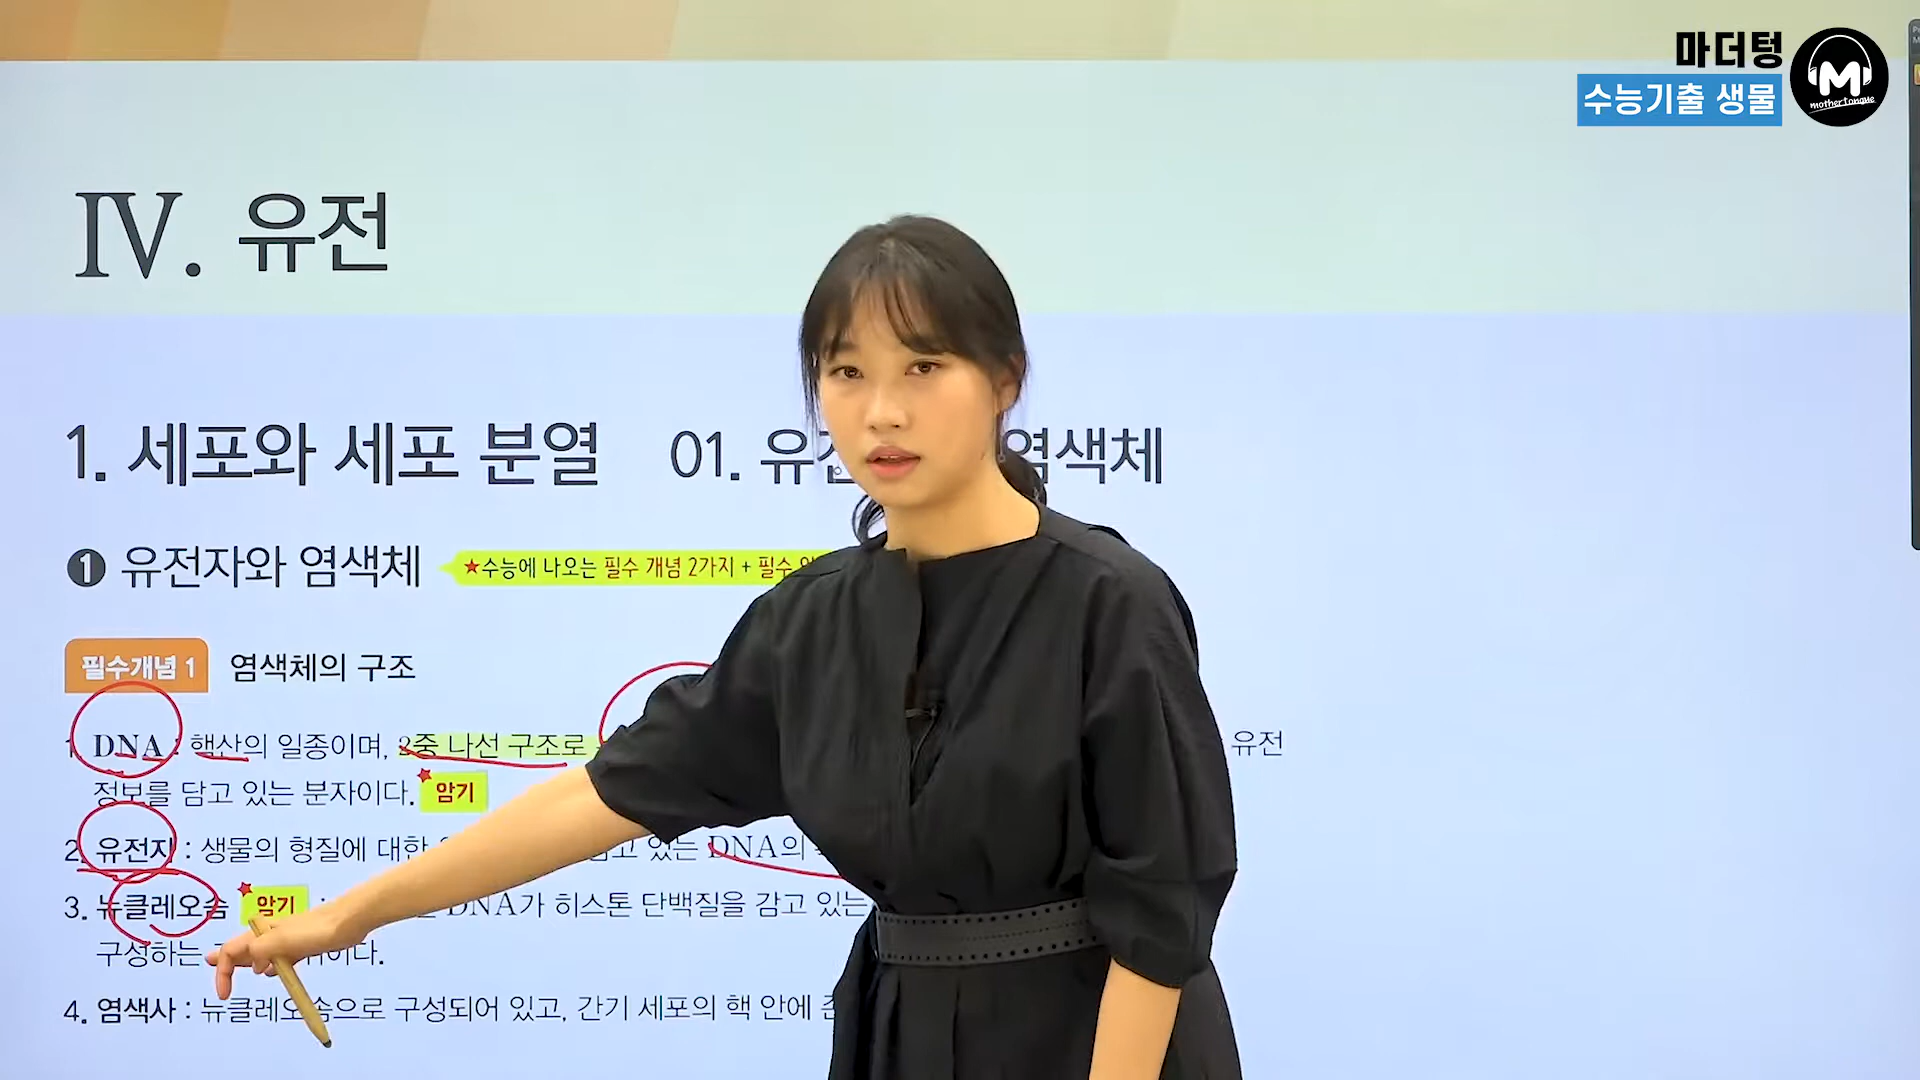 마더텅
수능기출 생물
M
mothertongue
Ⅳ. 유전
1. 세포와 세포 분열 01. 유전 염색체
❶ 유전자와 염색체 ★수능에 나오는 필수 개념 2가지 + 필수
필수개념 1 염색체의 구조
1. DNA : 핵산의 일종이며, 2중 나선 구조로 유전
정보를 담고 있는 분자이다. ★암기
2. 유전자 : 생물의 형질에 대한 있는 DNA의
3. 뉴클레오솜 ★암기 : DNA가 히스톤 단백질을 감고 있는
구성하는 이다.
4. 염색사 : 뉴클레오솜으로 구성되어 있고, 간기 세포의 핵 안에